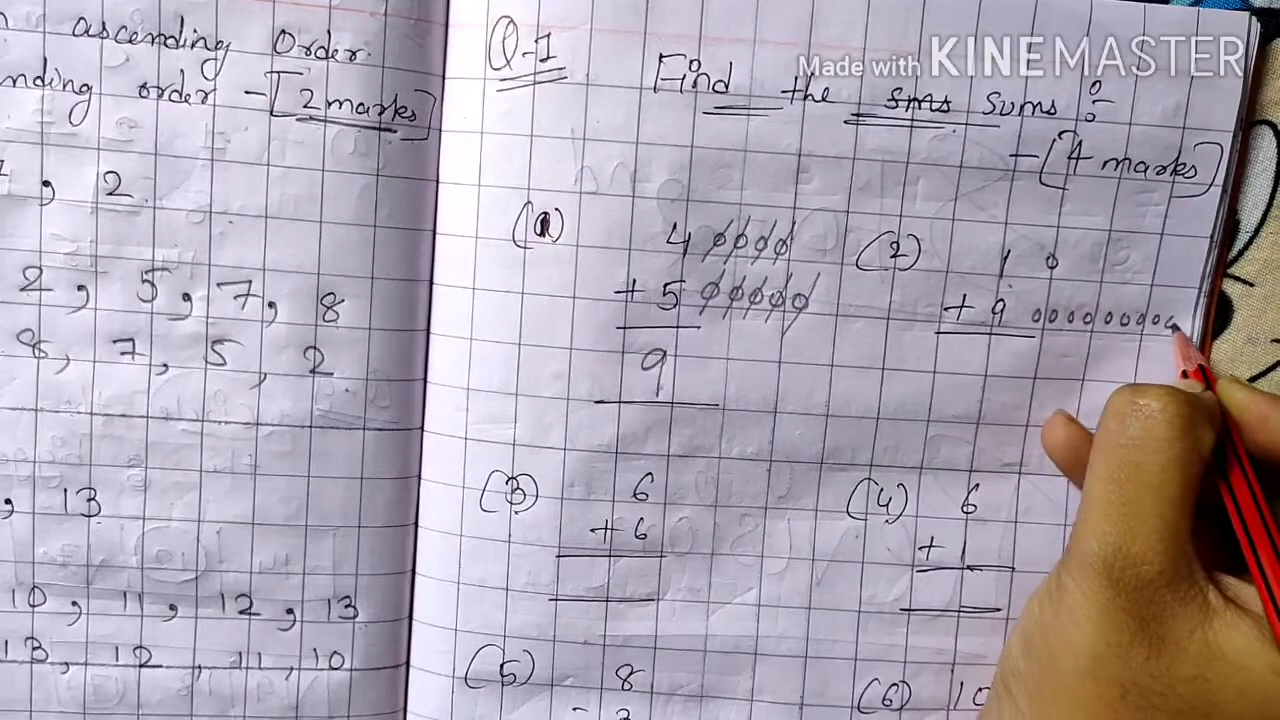 ascending Order.
nding order - [2 marks]
, 2.
2, 5, 7, 8
8, 7, 5, 2
, 13
10, 11, 12, 13
13, 12, 11, 10
Made with KINEMASTER
Q-1
Find the sms sums :-
- [4 marks]
4
+ 5
9
(2) 1 0
+ 9 000000000
(3) 6
+ 6
(4) 6
+ 1
(5) 8
-
(6) 10